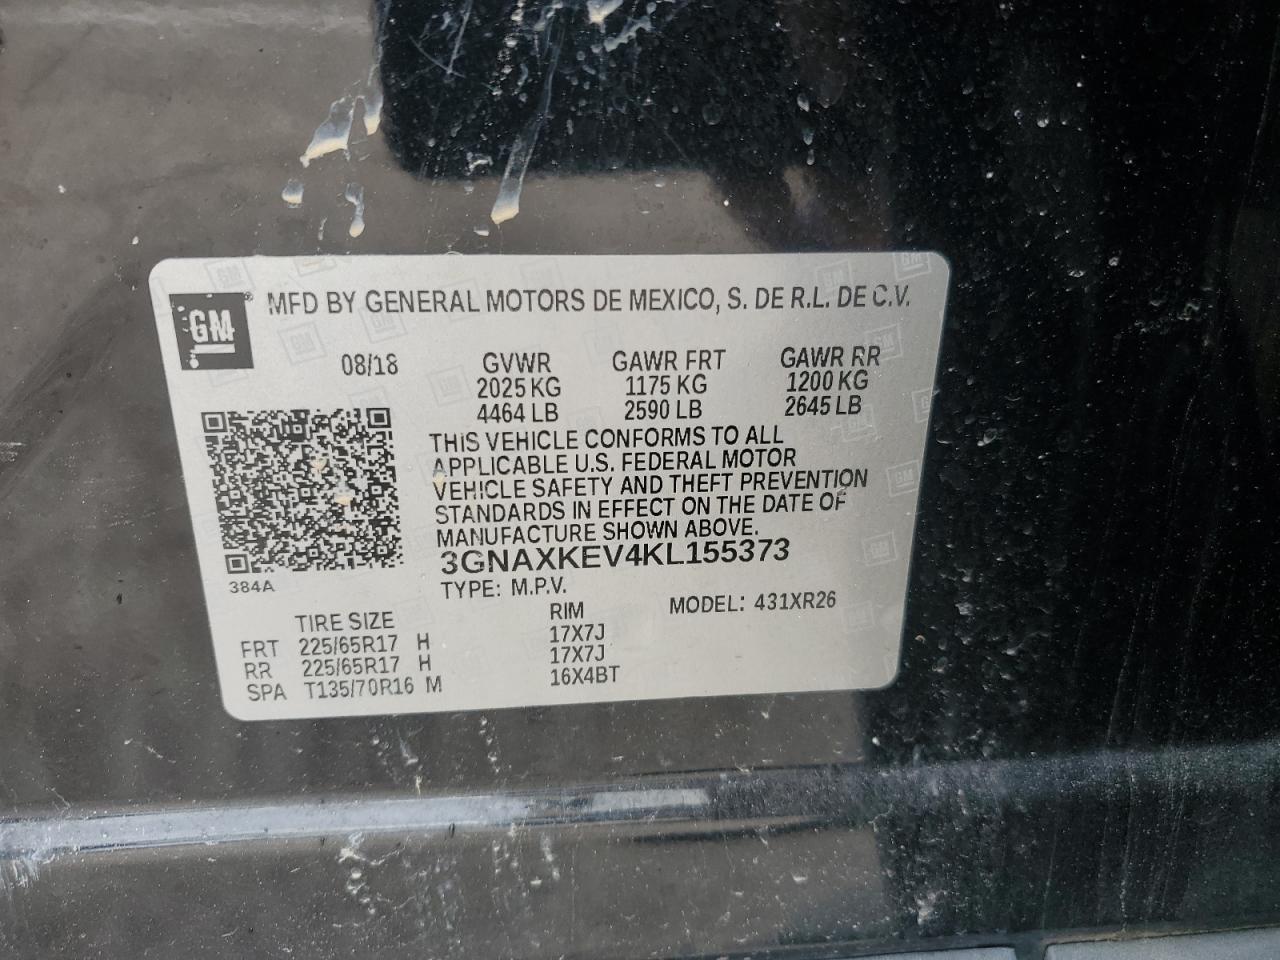 GM
MFD BY GENERAL MOTORS DE MEXICO, S. DE R.L. DE C.V.
08/18 GVWR GAWR FRT GAWR RR
2025 KG 1175 KG 1200 KG
4464 LB 2590 LB 2645 LB
THIS VEHICLE CONFORMS TO ALL
APPLICABLE U.S. FEDERAL MOTOR
VEHICLE SAFETY AND THEFT PREVENTION
STANDARDS IN EFFECT ON THE DATE OF
MANUFACTURE SHOWN ABOVE.
3GNAXKEV4KL155373
384A
TYPE: M.P.V.
TIRE SIZE RIM MODEL: 431XR26
FRT 225/65R17 H 17X7J
RR 225/65R17 H 17X7J
SPA T135/70R16 M 16X4BT